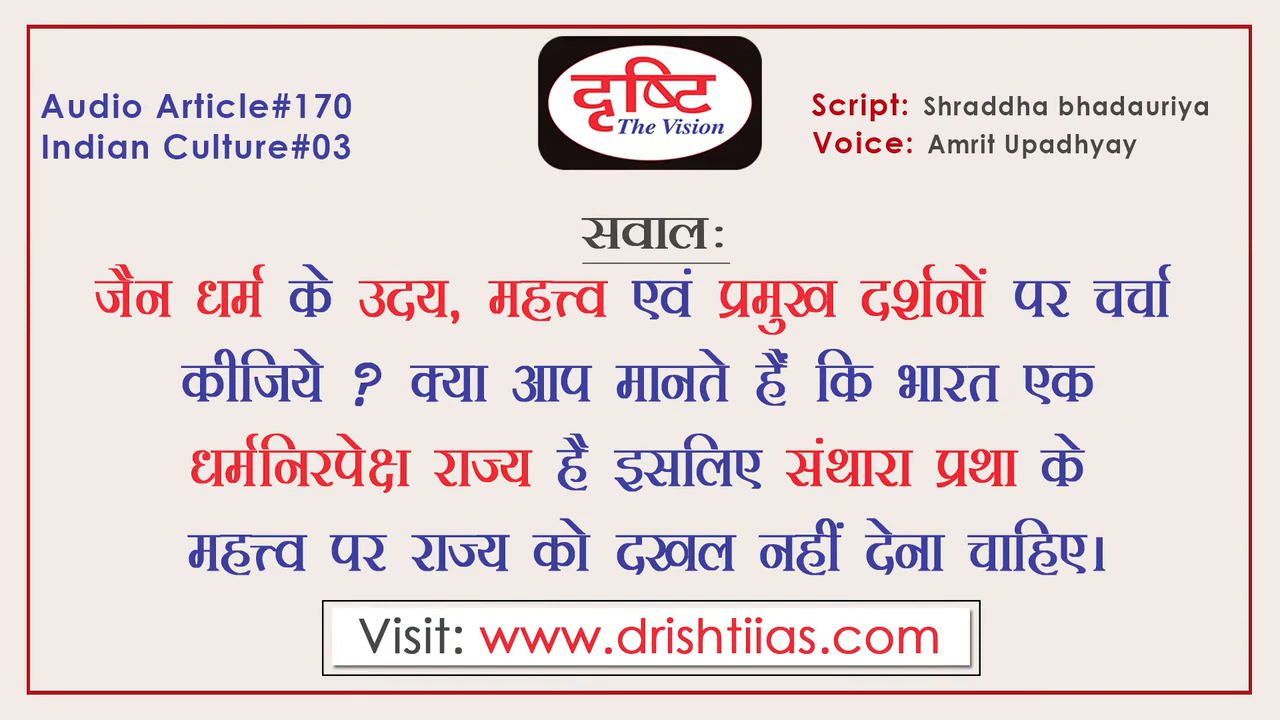 Audio Article#170
Indian Culture#03
दृष्टि
The Vision
Script: Shraddha bhadauriya
Voice: Amrit Upadhyay
सवाल:
जैन धर्म के उदय, महत्त्व एवं प्रमुख दर्शनों पर चर्चा
कीजिये ? क्या आप मानते हैं कि भारत एक
धर्मनिरपेक्ष राज्य है इसलिए संथारा प्रथा के
महत्त्व पर राज्य को दखल नहीं देना चाहिए।
Visit: www.drishtiias.com